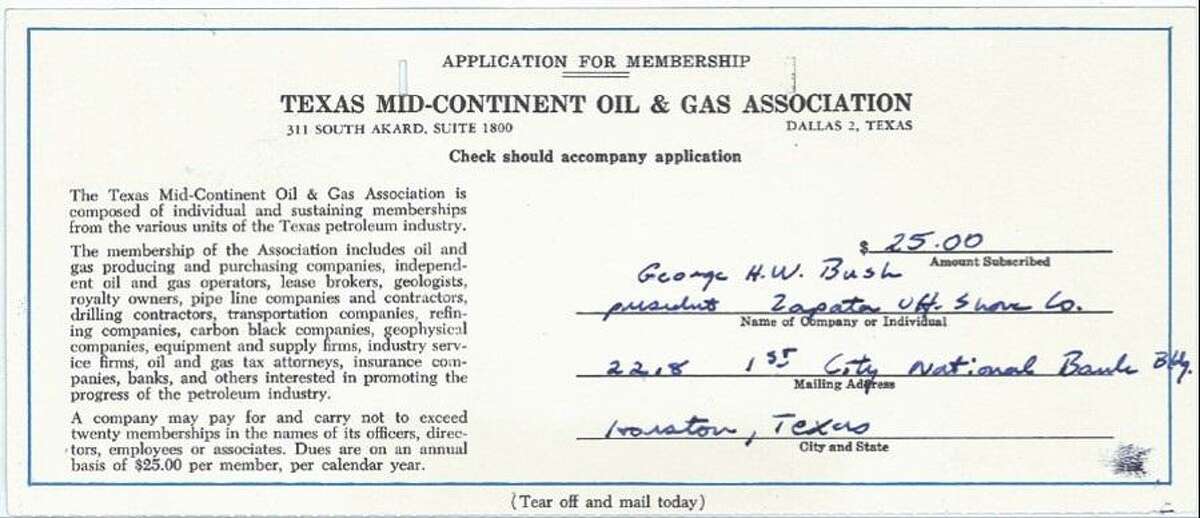 APPLICATION FOR MEMBERSHIP
TEXAS MID-CONTINENT OIL & GAS ASSOCIATION
311 SOUTH AKARD, SUITE 1800 DALLAS 2, TEXAS
Check should accompany application
The Texas Mid-Continent Oil & Gas Association is
composed of individual and sustaining memberships
from the various units of the Texas petroleum industry.
The membership of the Association includes oil and
gas producing and purchasing companies, independ-
ent oil and gas operators, lease brokers, geologists,
royalty owners, pipe line companies and contractors,
drilling contractors, transportation companies, refin-
ing companies, carbon black companies, geophysical
companies, equipment and supply firms, industry serv-
ice firms, oil and gas tax attorneys, insurance com-
panies, banks, and others interested in promoting the
progress of the petroleum industry.
A company may pay for and carry not to exceed
twenty memberships in the names of its officers, direc-
tors, employees or associates. Dues are on an annual
basis of $25.00 per member, per calendar year.
$ 25.00
Amount Subscribed
George H.W. Bush
president Zapata Off. Shore Co.
Name of Company or Individual
1st City National Bank Bldg.
Mailing Address
Houston, Texas
City and State
(Tear off and mail today)